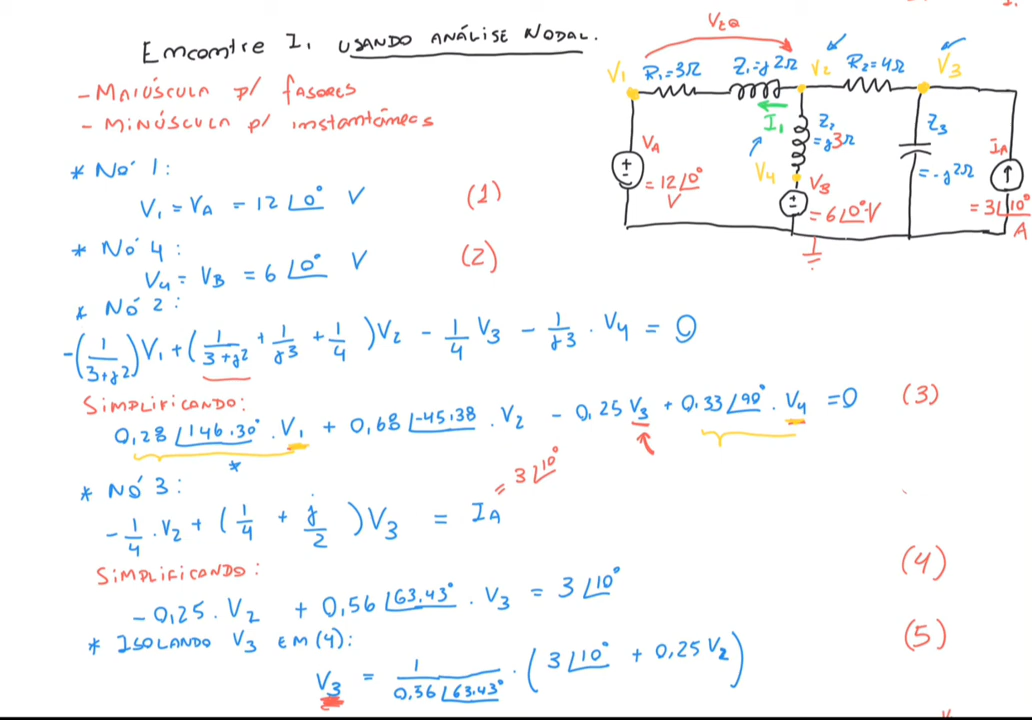 Encontre I₁ USANDO ANÁLISE NODAL.
- MAIÚSCULA p/ fASORES
- MINÚSCULA p/ instantâneos
* NÓ 1:
V₁ = VA = 12∠0° V (1)
* NÓ 4:
V₄ = VB = 6∠0° V (2)
* NÓ 2:
-(1/(3+j2))V₁ + (1/(3+j2) + 1/j3 + 1/4)V₂ - 1/4 V₃ - 1/j3 · V₄ = 0
SIMPLIFICANDO:
0,28∠146.30° · V₁ + 0,68∠-45.38 · V₂ - 0,25 V₃ + 0,33∠90° · V₄ = 0 (3)
*
* NÓ 3:
= 3∠10°
-1/4 · V₂ + (1/4 + j/2)V₃ = IA
SIMPLIFICANDO:
(4)
-0,25 · V₂ + 0,56∠63.43° · V₃ = 3∠10°
* ISOLANDO V₃ EM (4):
(5)
V₃ = 1/(0,56∠63.43°) · (3∠10° + 0,25 V₂)
V₁
R₁=3Ω
Z₁=j2Ω
V₂
R₂=4Ω
V₃
I₁
VA
= 12∠0°
V
Z₂
=j3Ω
V₄
VB
= 6∠0° V
Z₃
= -j2Ω
IA
= 3∠10°
A